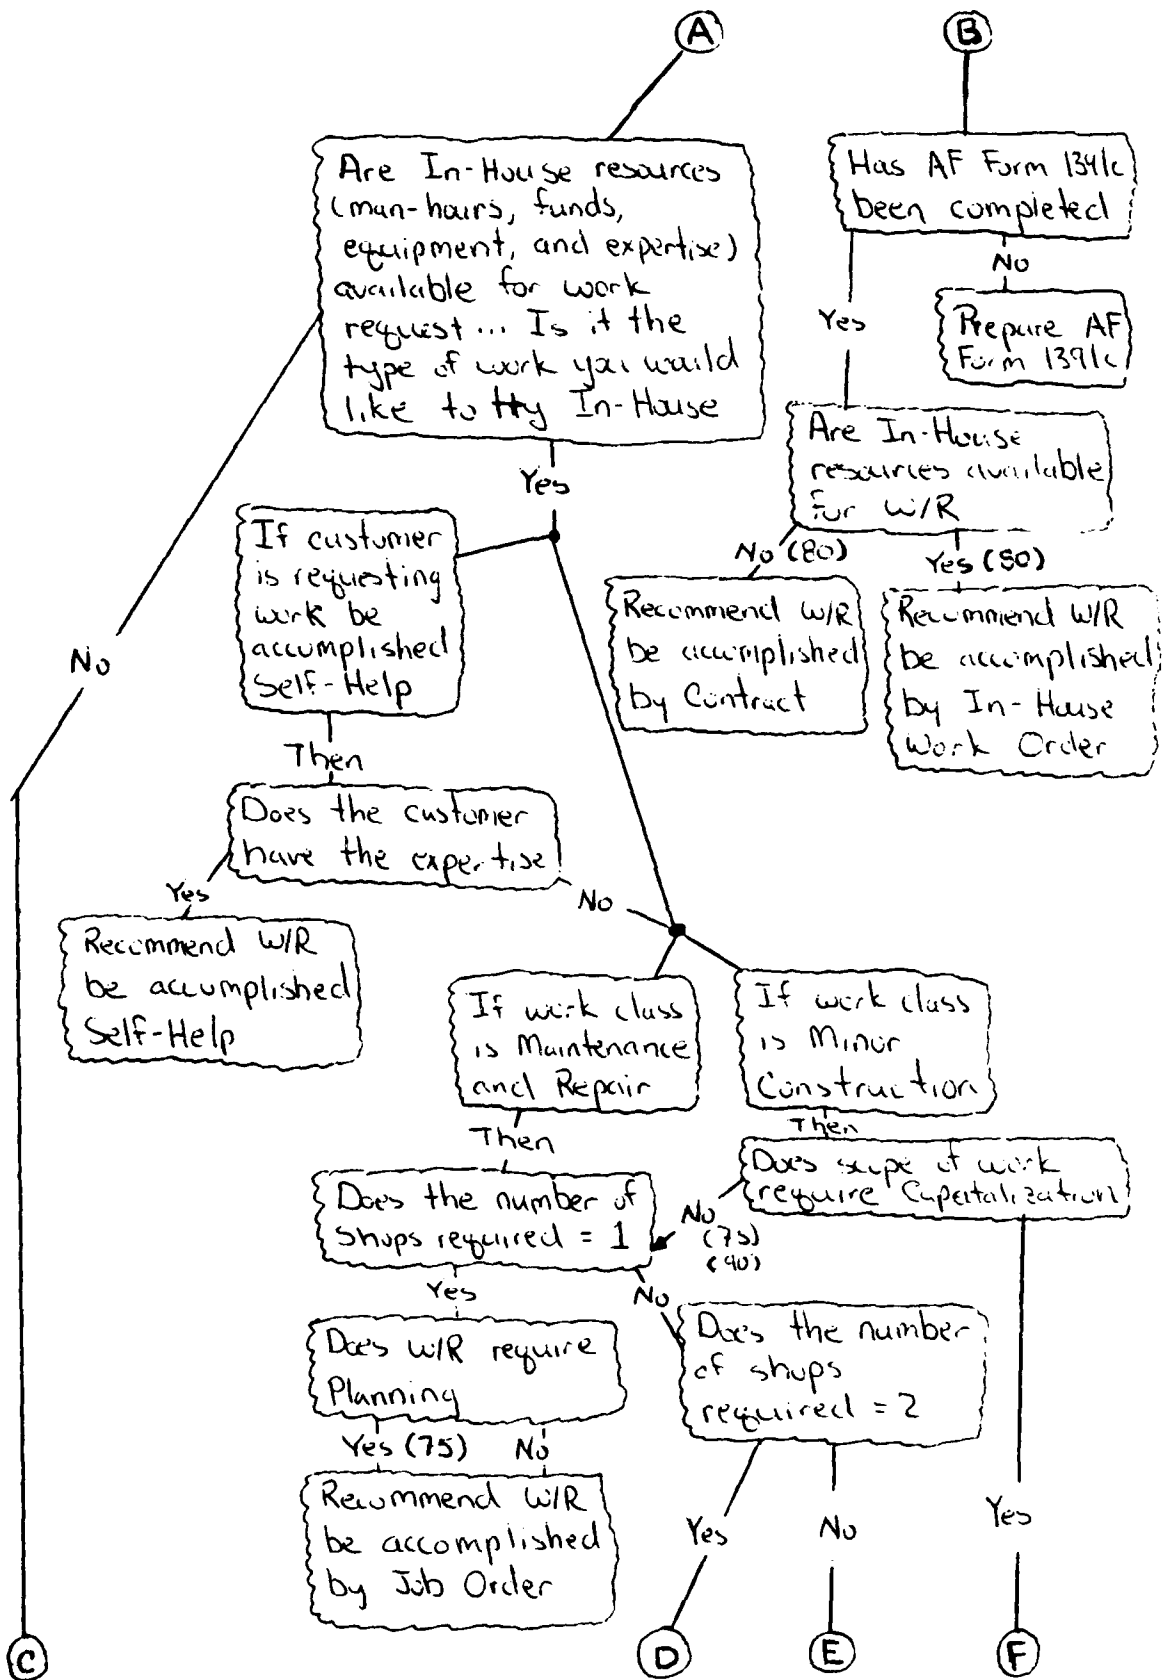 A
B
Are In-House resources
(man-hours, funds,
equipment, and expertise)
available for work
request... Is it the
type of work you would
like to try In-House
Has AF Form 1391c
been completed
No
Prepare AF
Form 1391c
Yes
Are In-House
resources available
for W/R
No (80)
Recommend W/R
be accomplished
by Contract
Yes (80)
Recommend W/R
be accomplished
by In-House
Work Order
Yes
No
If customer
is requesting
work be
accomplished
Self-Help
Then
Does the customer
have the expertise
Yes
Recommend W/R
be accomplished
Self-Help
No
If work class
is Maintenance
and Repair
Then
If work class
is Minor
Construction
Then
Does scope of work
require Capertalization
No
(75)
(90)
Does the number of
shops required = 1
Yes
No
Does W/R require
Planning
Yes (75)
No
Recommend W/R
be accomplished
by Job Order
Does the number
of shops
required = 2
Yes
No
Yes
C
D
E
F